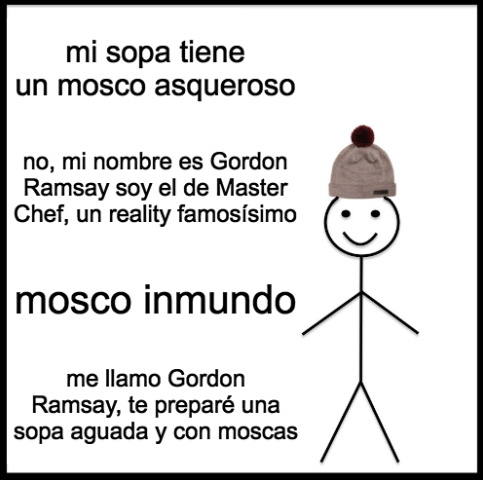 mi sopa tiene
un mosco asqueroso
no, mi nombre es Gordon
Ramsay soy el de Master
Chef, un reality famosísimo
mosco inmundo
me llamo Gordon
Ramsay, te preparé una
sopa aguada y con moscas